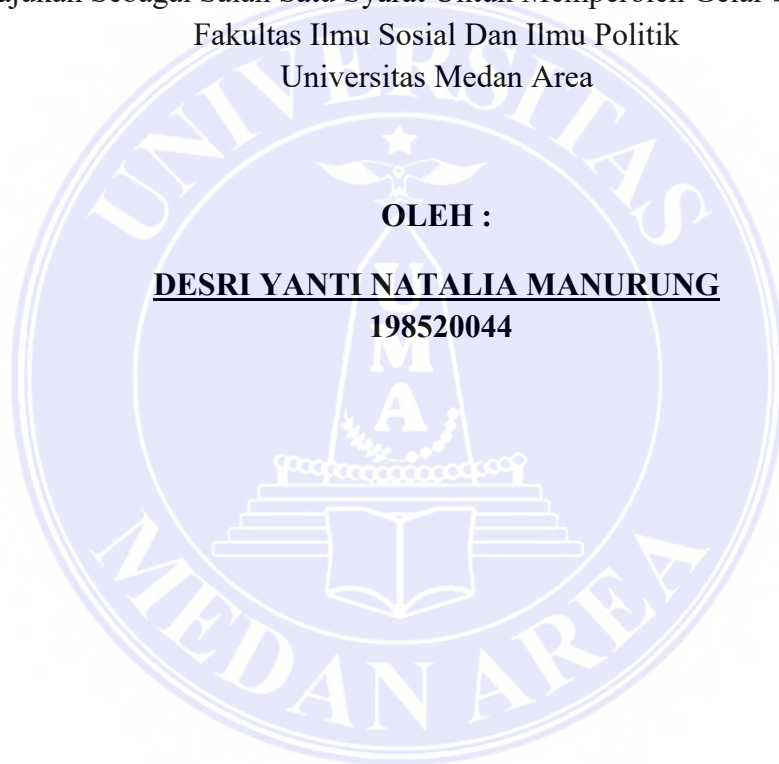 Sebagai Salah Satu Syarat Untuk Memperoleh Gelar
Fakultas Ilmu Sosial Dan Ilmu Politik
Universitas Medan Area
UNIVERSITAS
OLEH :
DESRI YANTI NATALIA MANURUNG
198520044
U
M
A
MEDAN AREA